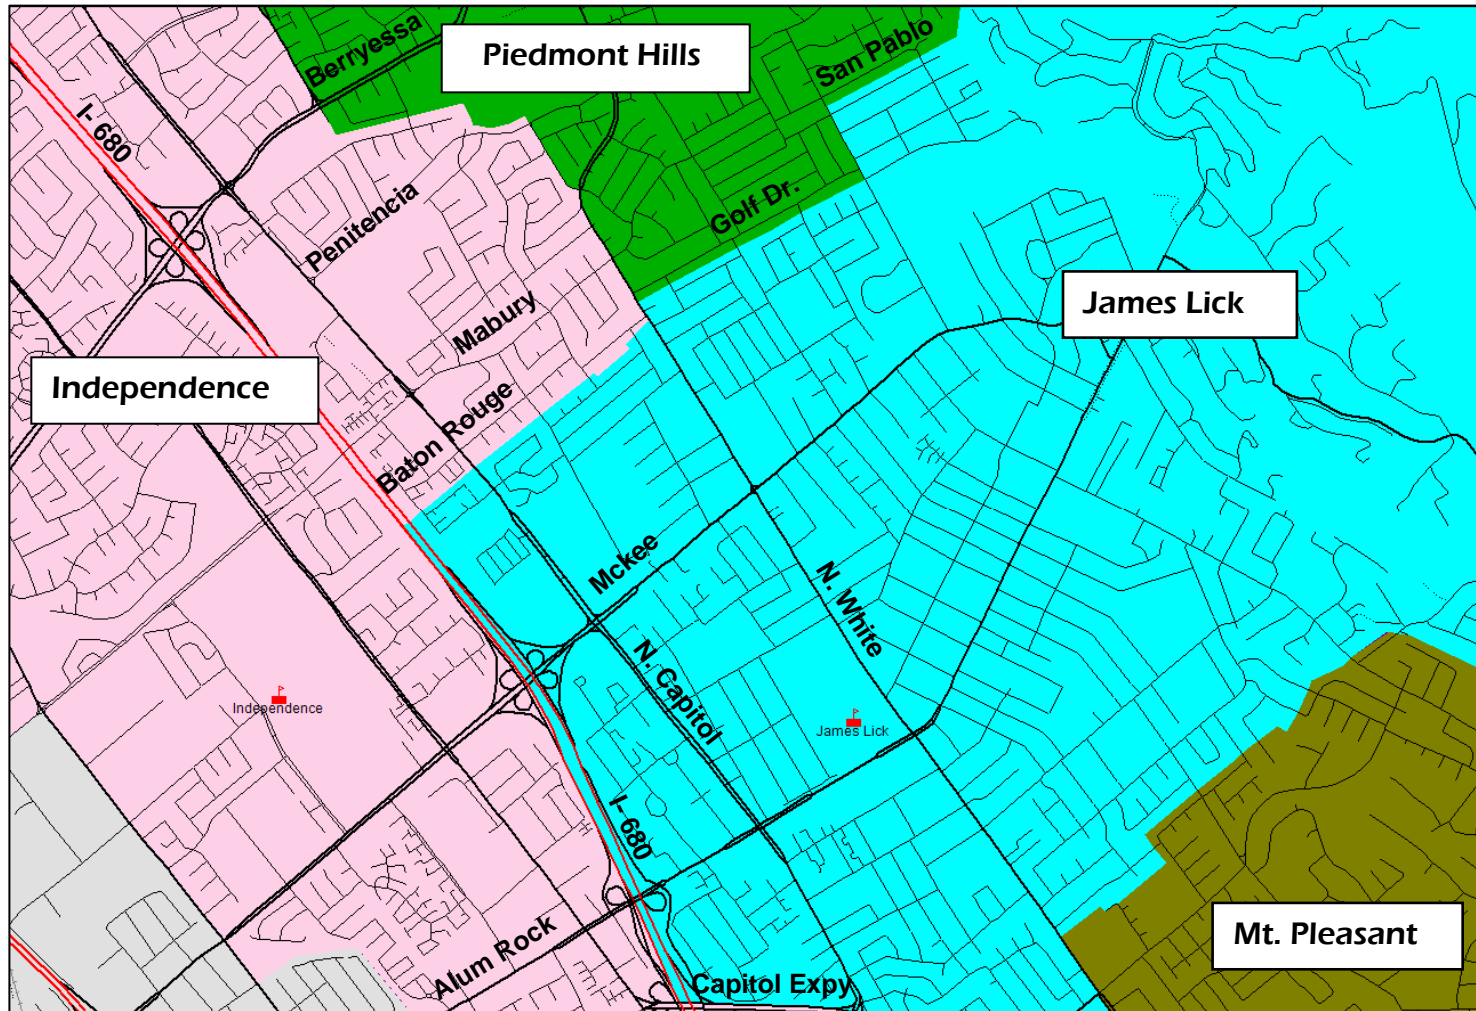 Berryessa
Piedmont Hills
San Pablo
I- 680
Penitencia
Golf Dr.
Mabury
James Lick
Independence
Baton Rouge
Mckee
N. White
N. Capitol
Independence
James Lick
I- 680
Alum Rock
Mt. Pleasant
Capitol Expy